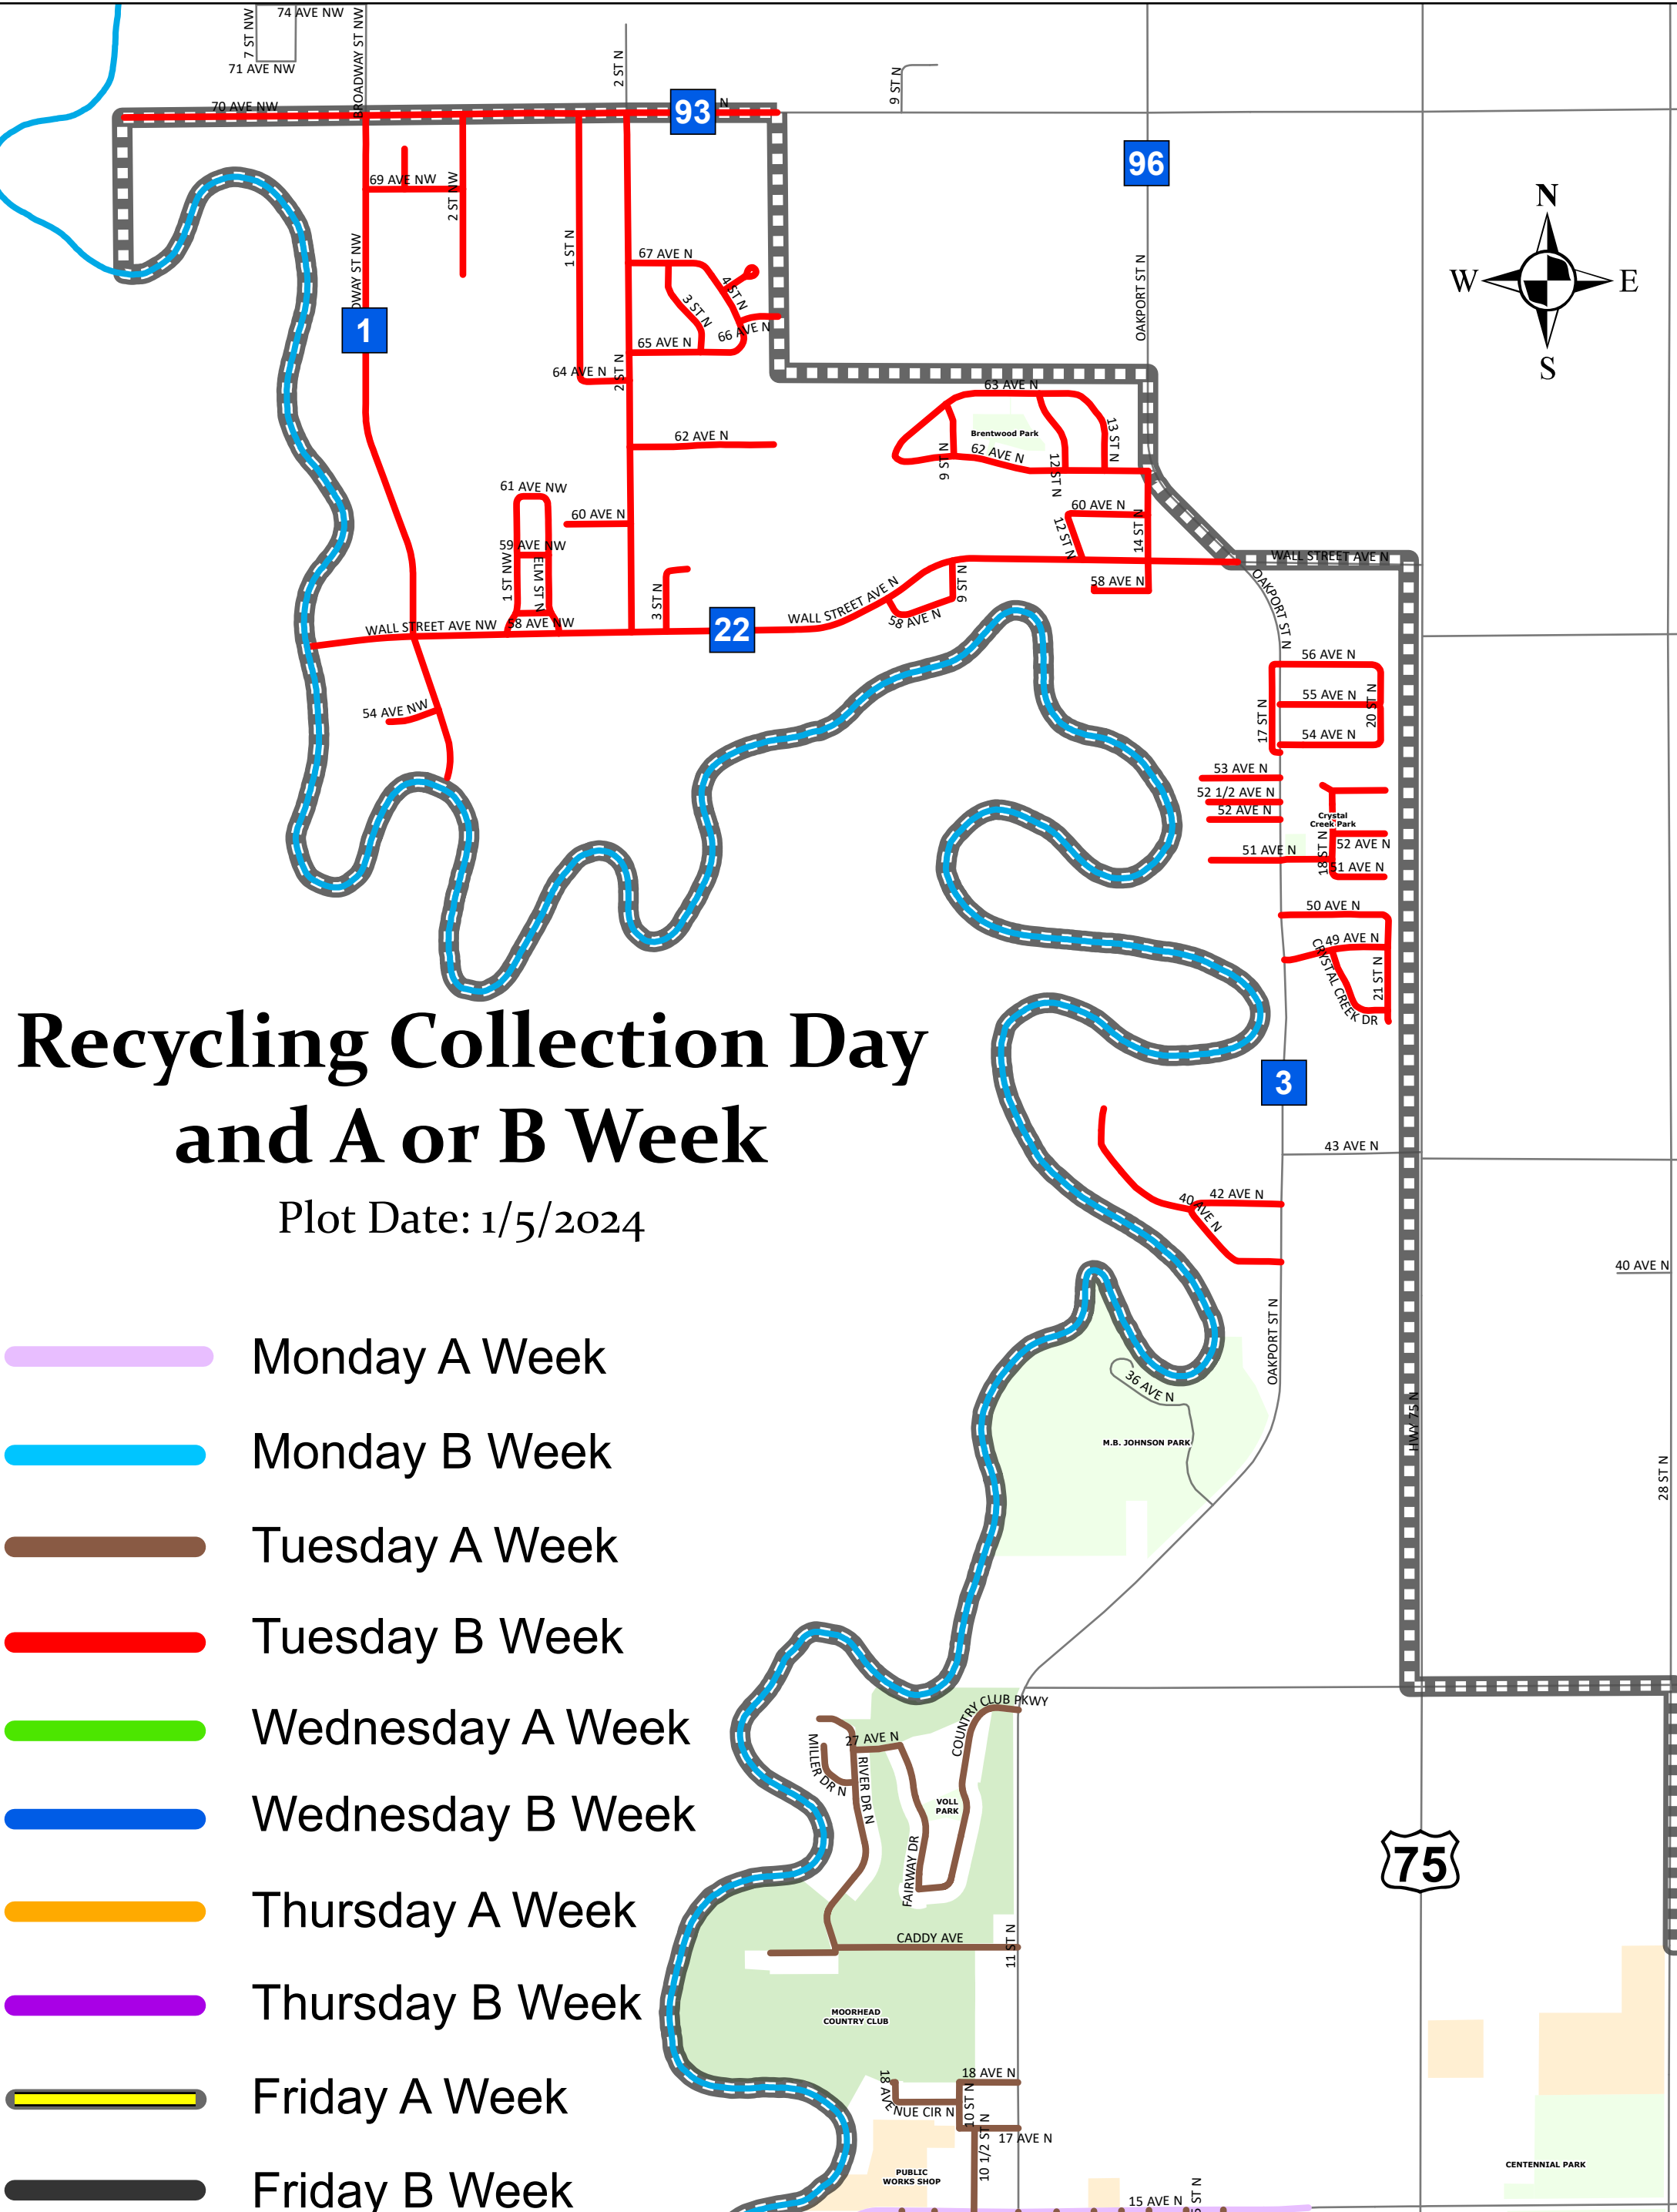 74 AVE NW
7 ST NW
71 AVE NW
BROADWAY ST NW
2 ST N
9 ST N
70 AVE NW
93
N
96
69 AVE NW
2 ST NW
1 ST N
67 AVE N
4 ST N
3 ST N
66 AVE N
65 AVE N
64 AVE N
2 ST N
OAKPORT ST N
N
W
E
S
1
63 AVE N
Brentwood Park
13 ST N
62 AVE N
62 AVE N
9 ST N
12 ST N
61 AVE NW
60 AVE N
60 AVE N
12 ST N
14 ST N
59 AVE NW
1 ST NW
ELM ST N
58 AVE NW
3 ST N
WALL STREET AVE NW
22
WALL STREET AVE N
9 ST N
58 AVE N
58 AVE N
WALL STREET AVE N
OAKPORT ST N
54 AVE NW
56 AVE N
55 AVE N
54 AVE N
17 ST N
20 ST N
53 AVE N
52 1/2 AVE N
52 AVE N
Crystal
Creek Park
52 AVE N
51 AVE N
18 ST N
51 AVE N
50 AVE N
49 AVE N
CRYSTAL CREEK DR
21 ST N
Recycling Collection Day
and A or B Week
Plot Date: 1/5/2024
3
43 AVE N
42 AVE N
40 AVE N
40 AVE N
OAKPORT ST N
36 AVE N
M.B. JOHNSON PARK
HWY 75 N
28 ST N
Monday A Week
Monday B Week
Tuesday A Week
Tuesday B Week
Wednesday A Week
Wednesday B Week
Thursday A Week
Thursday B Week
Friday A Week
Friday B Week
COUNTRY CLUB PKWY
27 AVE N
MILLER DR N
RIVER DR N
VOLL
PARK
FAIRWAY DR
75
CADDY AVE
11 ST N
MOORHEAD
COUNTRY CLUB
18 AVE N
18 AVENUE CIR N
10 ST N
17 AVE N
10 1/2 ST N
PUBLIC
WORKS SHOP
15 AVE N
ST N
CENTENNIAL PARK